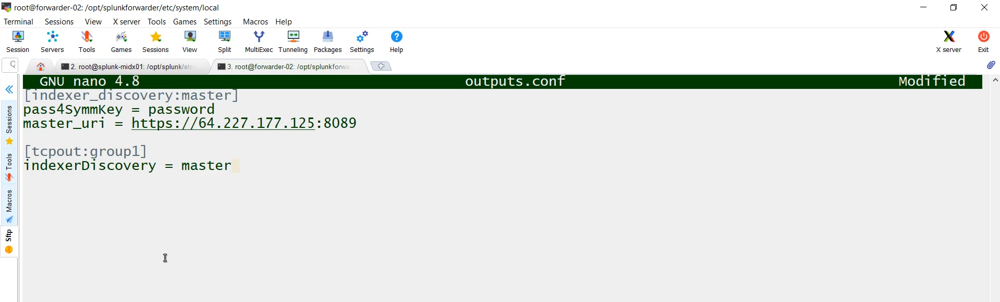 root@forwarder-02: /opt/splunkforwarder/etc/system/local
Terminal Sessions View X server Tools Games Settings Macros Help
Session Servers Tools Games Sessions View Split MultiExec Tunneling Packages Settings Help X server Exit
2. root@splunk-midx01: /opt/splunk/etc 3. root@forwarder-02: /opt/splunkforwa
GNU nano 4.8 outputs.conf Modified
[indexer_discovery:master]
pass4SymmKey = password
master_uri = https://64.227.177.125:8089
[tcpout:group1]
indexerDiscovery = master
Sessions
Tools
Macros
Sftp